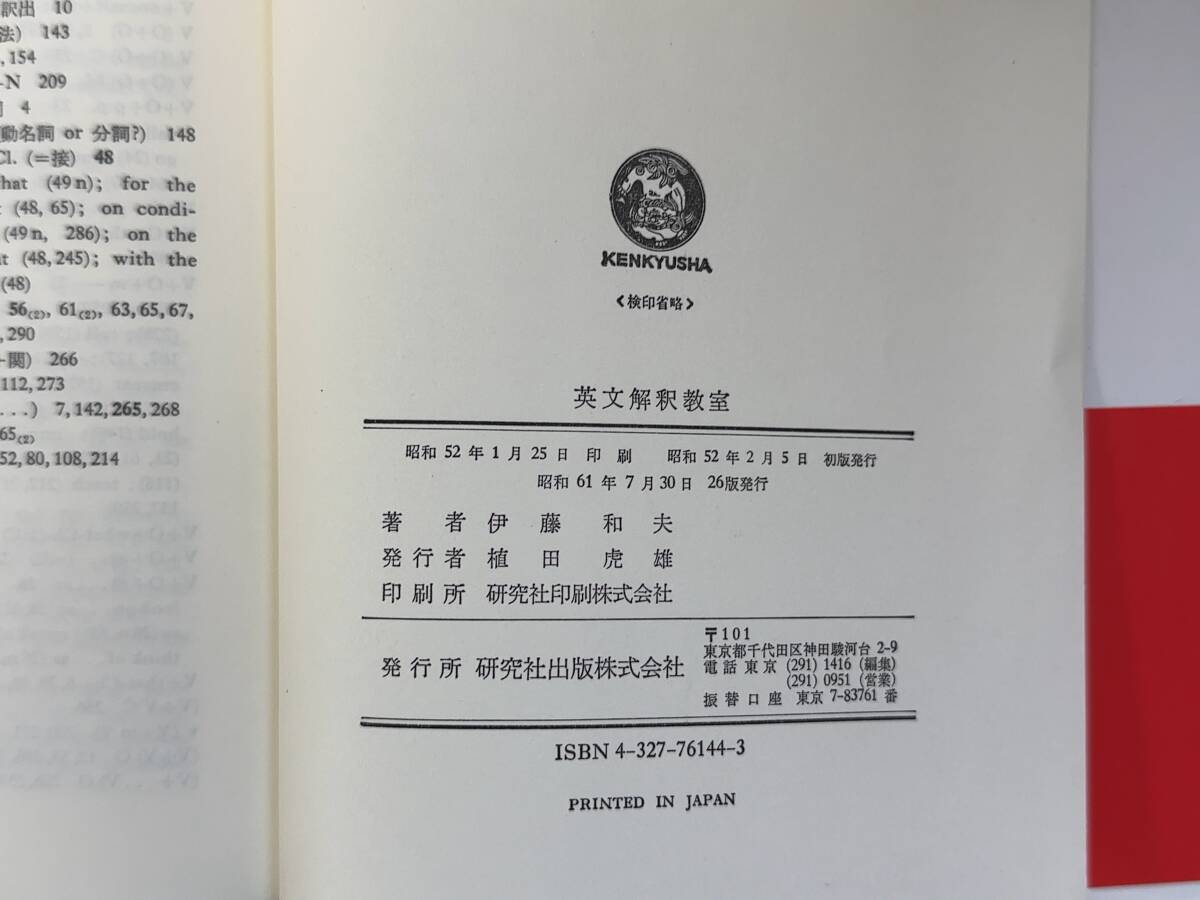 訳出 10
法) 143
, 154
-N 209
4
動名詞 or 分詞?) 148
Cl. (=接) 48
hat (49n); for the
t (48, 65); on condi-
(49n, 286); on the
at (48, 245); with the
(48)
56(2), 61(2), 63, 65, 67,
, 290
+関) 266
112, 273
...) 7, 142, 265, 268
65(2)
52, 80, 108, 214
KENKYUSHA
〈検印省略〉
英文解釈教室
昭和 52 年 1 月 25 日 印 刷 昭和 52 年 2 月 5 日 初版発行
昭和 61 年 7 月 30 日 26版発行
著者 伊藤和夫
発行者 植田虎雄
印刷所 研究社印刷株式会社
発行所 研究社出版株式会社
〒101
東京都千代田区神田駿河台 2-9
電話 東京 (291) 1416 (編集)
(291) 0951 (営業)
振替口座 東京 7-83761 番
ISBN 4-327-76144-3
PRINTED IN JAPAN